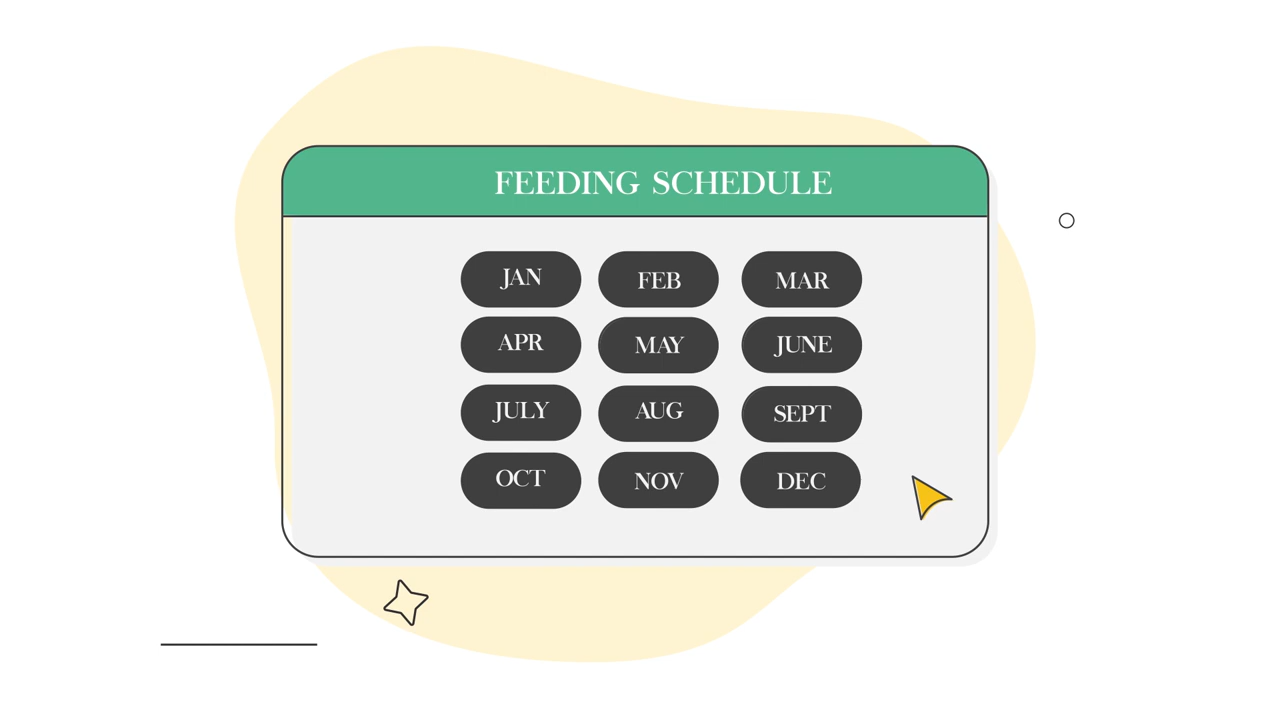 FEEDING SCHEDULE
JAN FEB MAR
APR MAY JUNE
JULY AUG SEPT
OCT NOV DEC